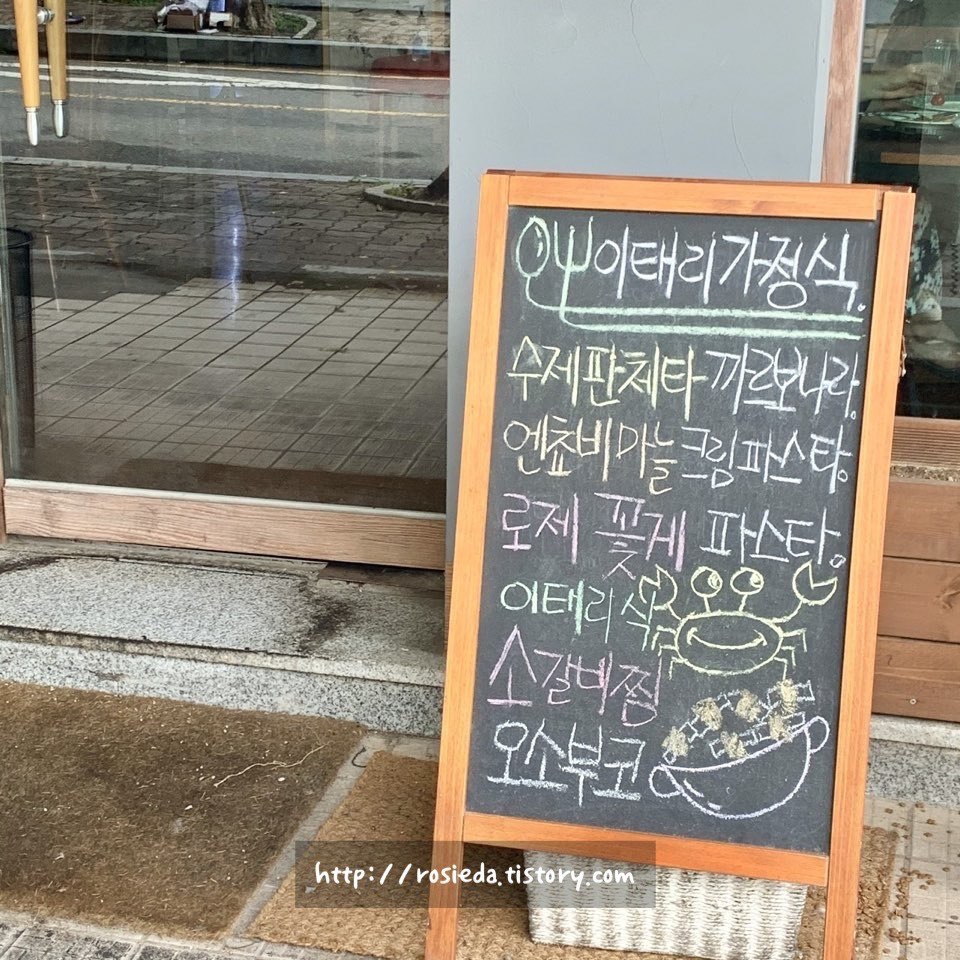 이태리가정식.
수제판체타 까르보나라.
엔쵸비마늘크림파스타.
로제 꽃게 파스타.
이태리식
소갈비찜
오소부코
http://rosieda.tistory.com